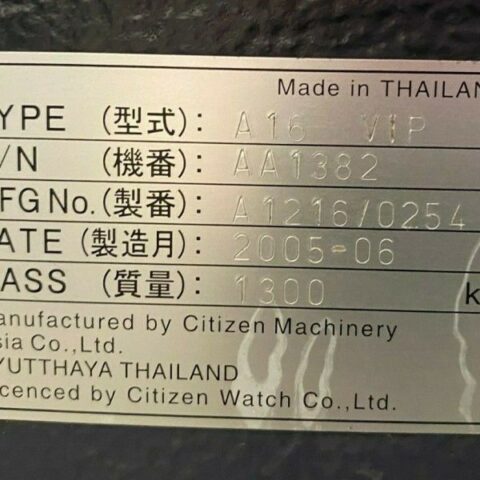 Made in THAILAN
YPE (型式): A16 VIP
/N (機番): AA1382
FG No. (製番): A1216/0254
ATE (製造月): 2005-06
ASS (質量): 1300 k
anufactured by Citizen Machinery
sia Co.,Ltd.
YUTTHAYA THAILAND
icenced by Citizen Watch Co.,Ltd.